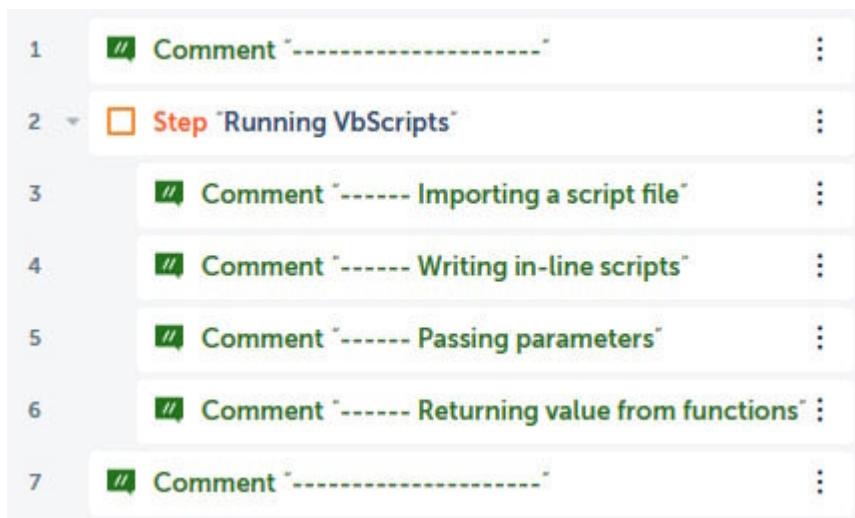 1 Comment "---------------------"
2 Step "Running VbScripts"
3 Comment "------ Importing a script file"
4 Comment "------ Writing in-line scripts"
5 Comment "------ Passing parameters"
6 Comment "------ Returning value from functions"
7 Comment "---------------------"